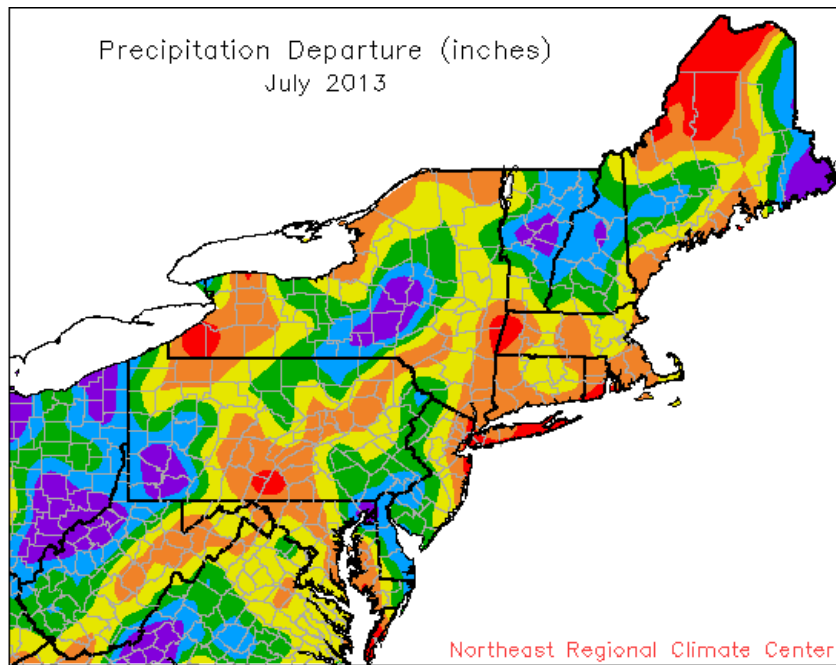 Precipitation Departure (inches)
July 2013
Northeast Regional Climate Center